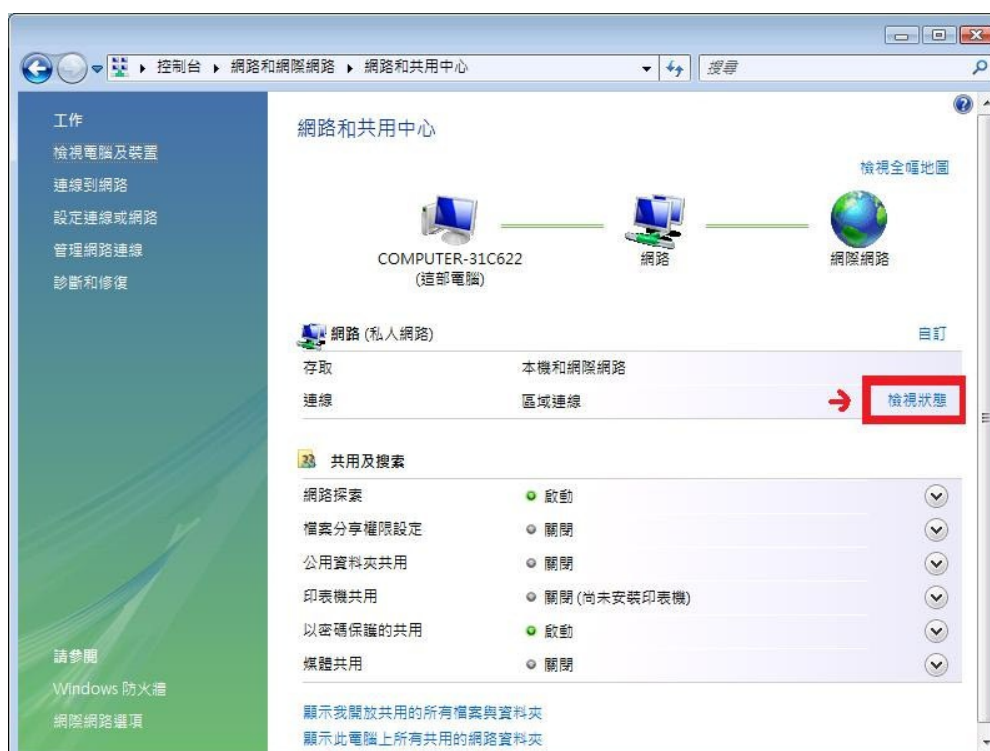 控制台 ▸ 網路和網際網路 ▸ 網路和共用中心
搜尋
工作
檢視電腦及裝置
連線到網路
設定連線或網路
管理網路連線
診斷和修復
請參閱
Windows 防火牆
網際網路選項
網路和共用中心
檢視全幅地圖
COMPUTER-31C622
(這部電腦)
網路
網際網路
網路 (私人網路) 自訂
存取 本機和網際網路
連線 區域連線 檢視狀態
共用及搜索
網路探索 啟動
檔案分享權限設定 關閉
公用資料夾共用 關閉
印表機共用 關閉 (尚未安裝印表機)
以密碼保護的共用 啟動
媒體共用 關閉
顯示我開放共用的所有檔案與資料夾
顯示此電腦上所有共用的網路資料夾